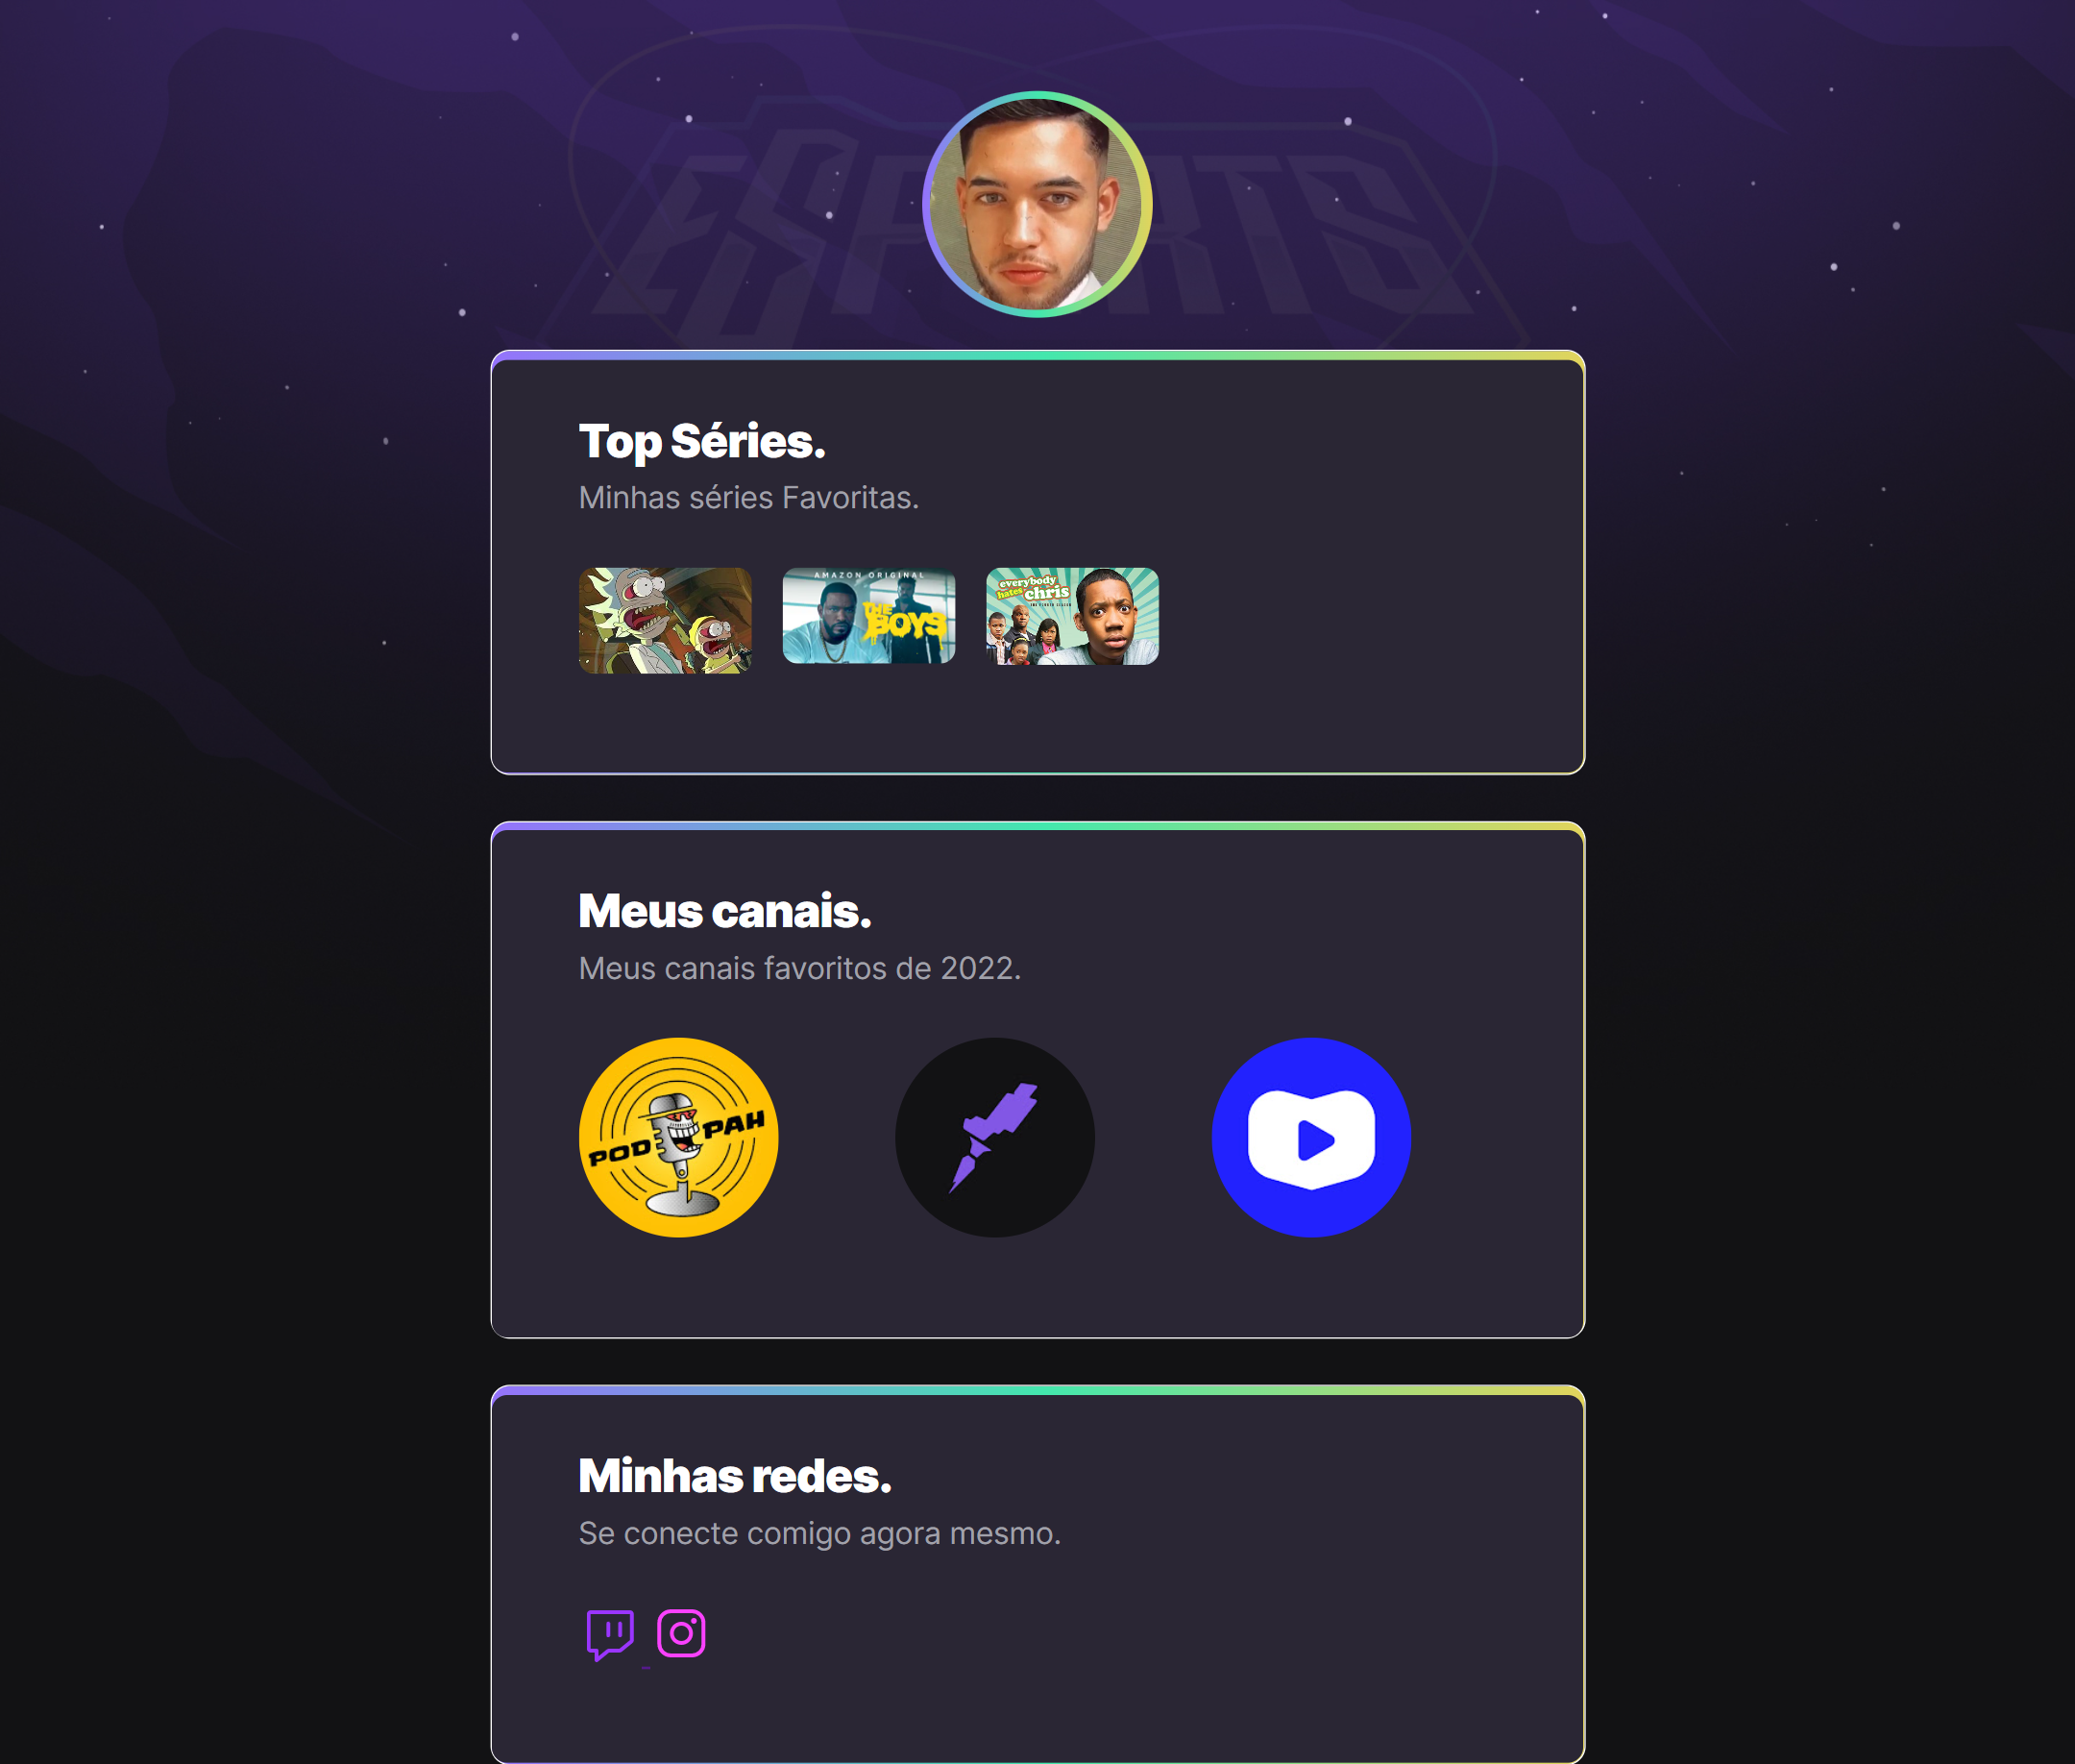 ESPORTS
Top Séries.
Minhas séries Favoritas.
AMAZON ORIGINAL
THE
BOYS
everybody
hates chris
Meus canais.
Meus canais favoritos de 2022.
POD PAH
Minhas redes.
Se conecte comigo agora mesmo.